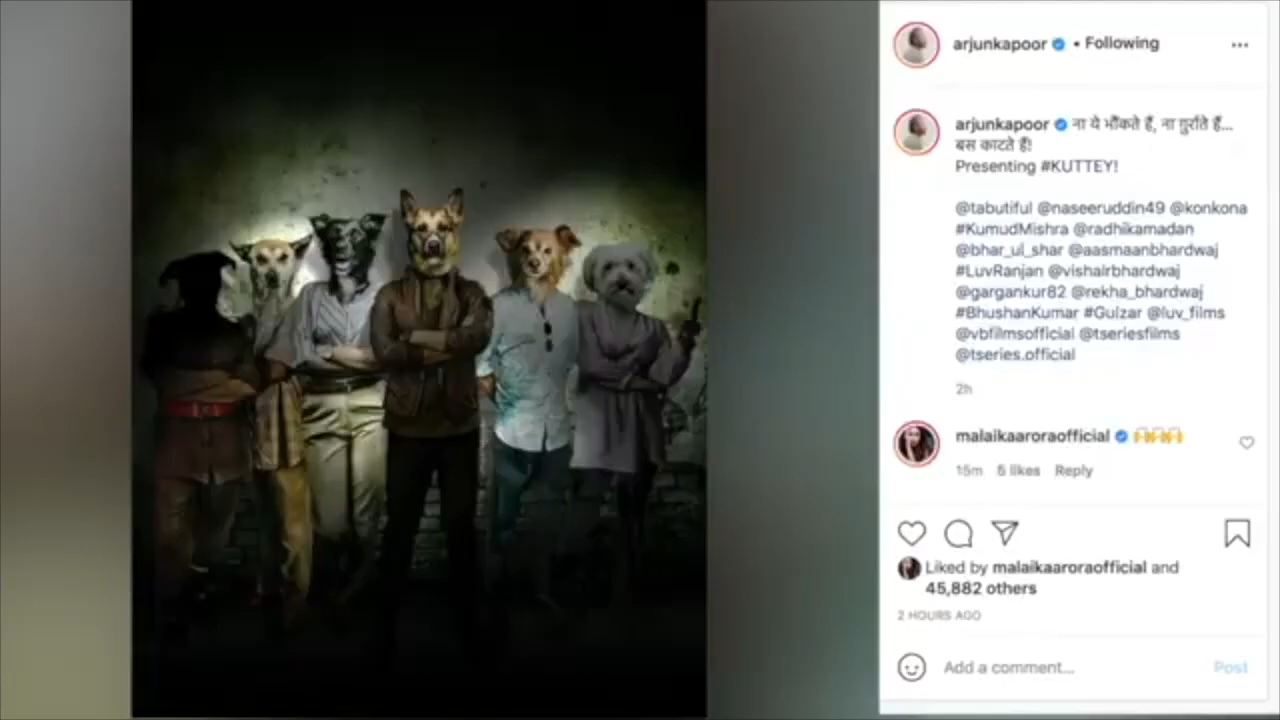 arjunkapoor • Following
arjunkapoor ना ये भौंकते हैं, ना गुर्राते हैं...
बस काटते हैं!
Presenting #KUTTEY!
@tabutiful @naseeruddin49 @konkona
#KumudMishra @radhikamadan
@bhar_ul_shar @aasmaanbhardwaj
#LuvRanjan @vishalrbhardwaj
@gargankur82 @rekha_bhardwaj
#BhushanKumar #Gulzar @luv_films
@vbfilmsofficial @tseriesfilms
@tseries.official
2h
malaikaaroraofficial 🙌🙌🙌
15m 5 likes Reply
Liked by malaikaaroraofficial and
45,882 others
2 HOURS AGO
Add a comment... Post